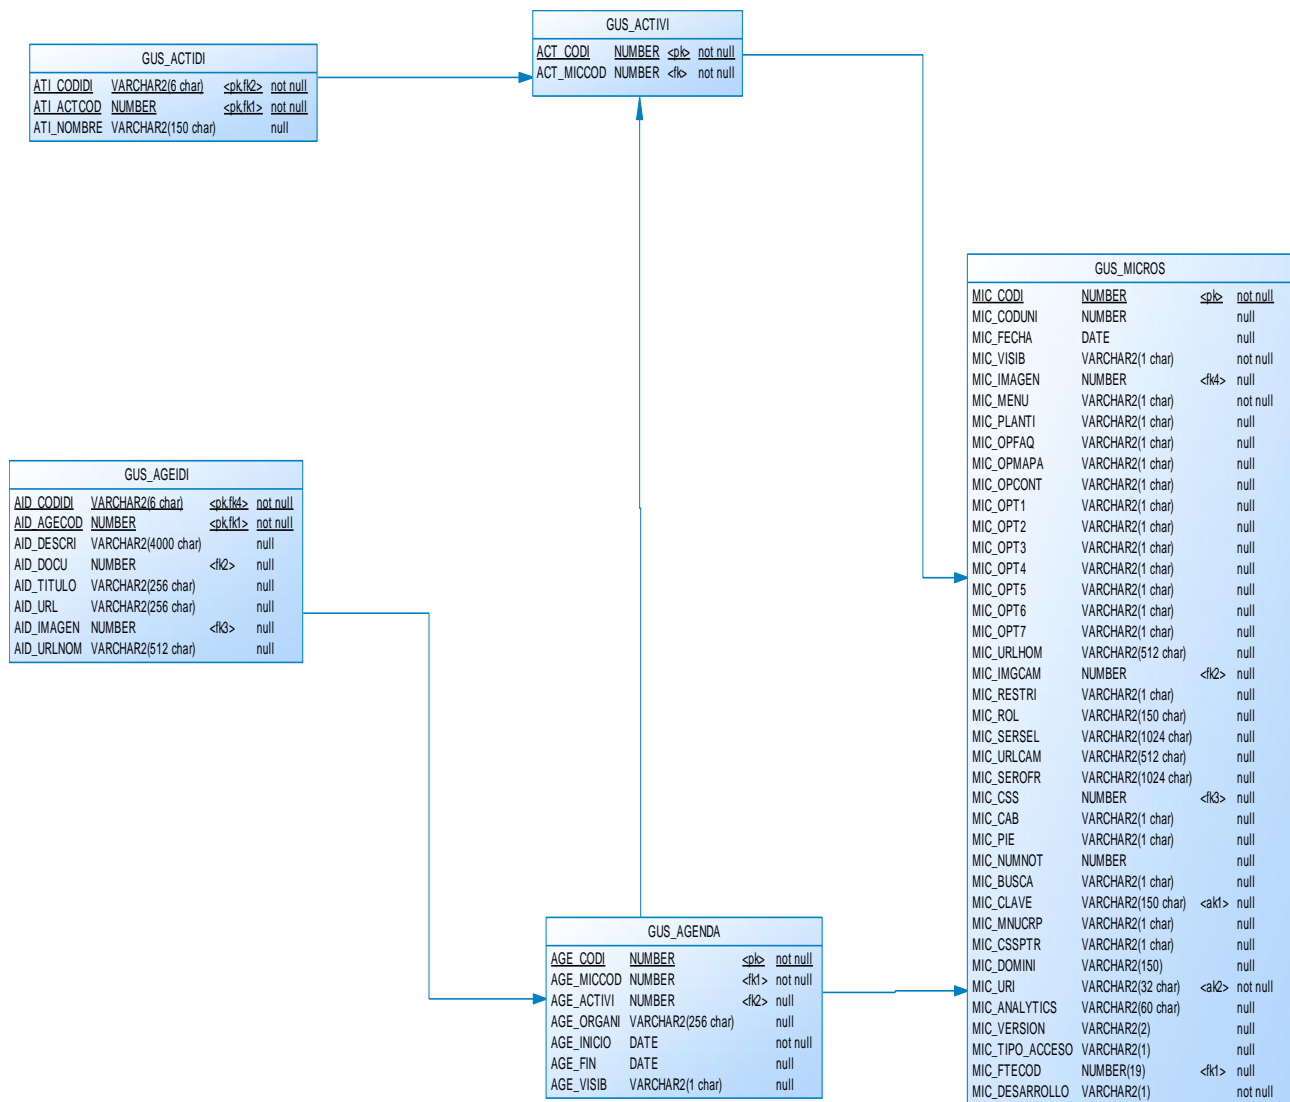 GUS_ACTIVI
ACT_CODI NUMBER <pk> not null
ACT_MICCOD NUMBER <fk> not null
GUS_ACTIDI
ATI_CODIDI VARCHAR2(6 char) <pk,fk2> not null
ATI_ACTCOD NUMBER <pk,fk1> not null
ATI_NOMBRE VARCHAR2(150 char) null
GUS_MICROS
MIC_CODI NUMBER <pk> not null
MIC_CODUNI NUMBER null
MIC_FECHA DATE null
MIC_VISIB VARCHAR2(1 char) not null
MIC_IMAGEN NUMBER <fk4> null
MIC_MENU VARCHAR2(1 char) not null
MIC_PLANTI VARCHAR2(1 char) null
MIC_OPFAQ VARCHAR2(1 char) null
MIC_OPMAPA VARCHAR2(1 char) null
MIC_OPCONT VARCHAR2(1 char) null
MIC_OPT1 VARCHAR2(1 char) null
MIC_OPT2 VARCHAR2(1 char) null
MIC_OPT3 VARCHAR2(1 char) null
MIC_OPT4 VARCHAR2(1 char) null
MIC_OPT5 VARCHAR2(1 char) null
MIC_OPT6 VARCHAR2(1 char) null
MIC_OPT7 VARCHAR2(1 char) null
MIC_URLHOM VARCHAR2(512 char) null
MIC_IMGCAM NUMBER <fk2> null
MIC_RESTRI VARCHAR2(1 char) null
MIC_ROL VARCHAR2(150 char) null
MIC_SERSEL VARCHAR2(1024 char) null
MIC_URLCAM VARCHAR2(512 char) null
MIC_SEROFR VARCHAR2(1024 char) null
MIC_CSS NUMBER <fk3> null
MIC_CAB VARCHAR2(1 char) null
MIC_PIE VARCHAR2(1 char) null
MIC_NUMNOT NUMBER null
MIC_BUSCA VARCHAR2(1 char) null
MIC_CLAVE VARCHAR2(150 char) <ak1> null
MIC_MNUCRP VARCHAR2(1 char) null
MIC_CSSPTR VARCHAR2(1 char) null
MIC_DOMINI VARCHAR2(150) null
MIC_URI VARCHAR2(32 char) <ak2> not null
MIC_ANALYTICS VARCHAR2(60 char) null
MIC_VERSION VARCHAR2(2) null
MIC_TIPO_ACCESO VARCHAR2(1) null
MIC_FTECOD NUMBER(19) <fk1> null
MIC_DESARROLLO VARCHAR2(1) not null
GUS_AGEIDI
AID_CODIDI VARCHAR2(6 char) <pk,fk4> not null
AID_AGECOD NUMBER <pk,fk1> not null
AID_DESCRI VARCHAR2(4000 char) null
AID_DOCU NUMBER <fk2> null
AID_TITULO VARCHAR2(256 char) null
AID_URL VARCHAR2(256 char) null
AID_IMAGEN NUMBER <fk3> null
AID_URLNOM VARCHAR2(512 char) null
GUS_AGENDA
AGE_CODI NUMBER <pk> not null
AGE_MICCOD NUMBER <fk1> not null
AGE_ACTIVI NUMBER <fk2> null
AGE_ORGANI VARCHAR2(256 char) null
AGE_INICIO DATE not null
AGE_FIN DATE null
AGE_VISIB VARCHAR2(1 char) null